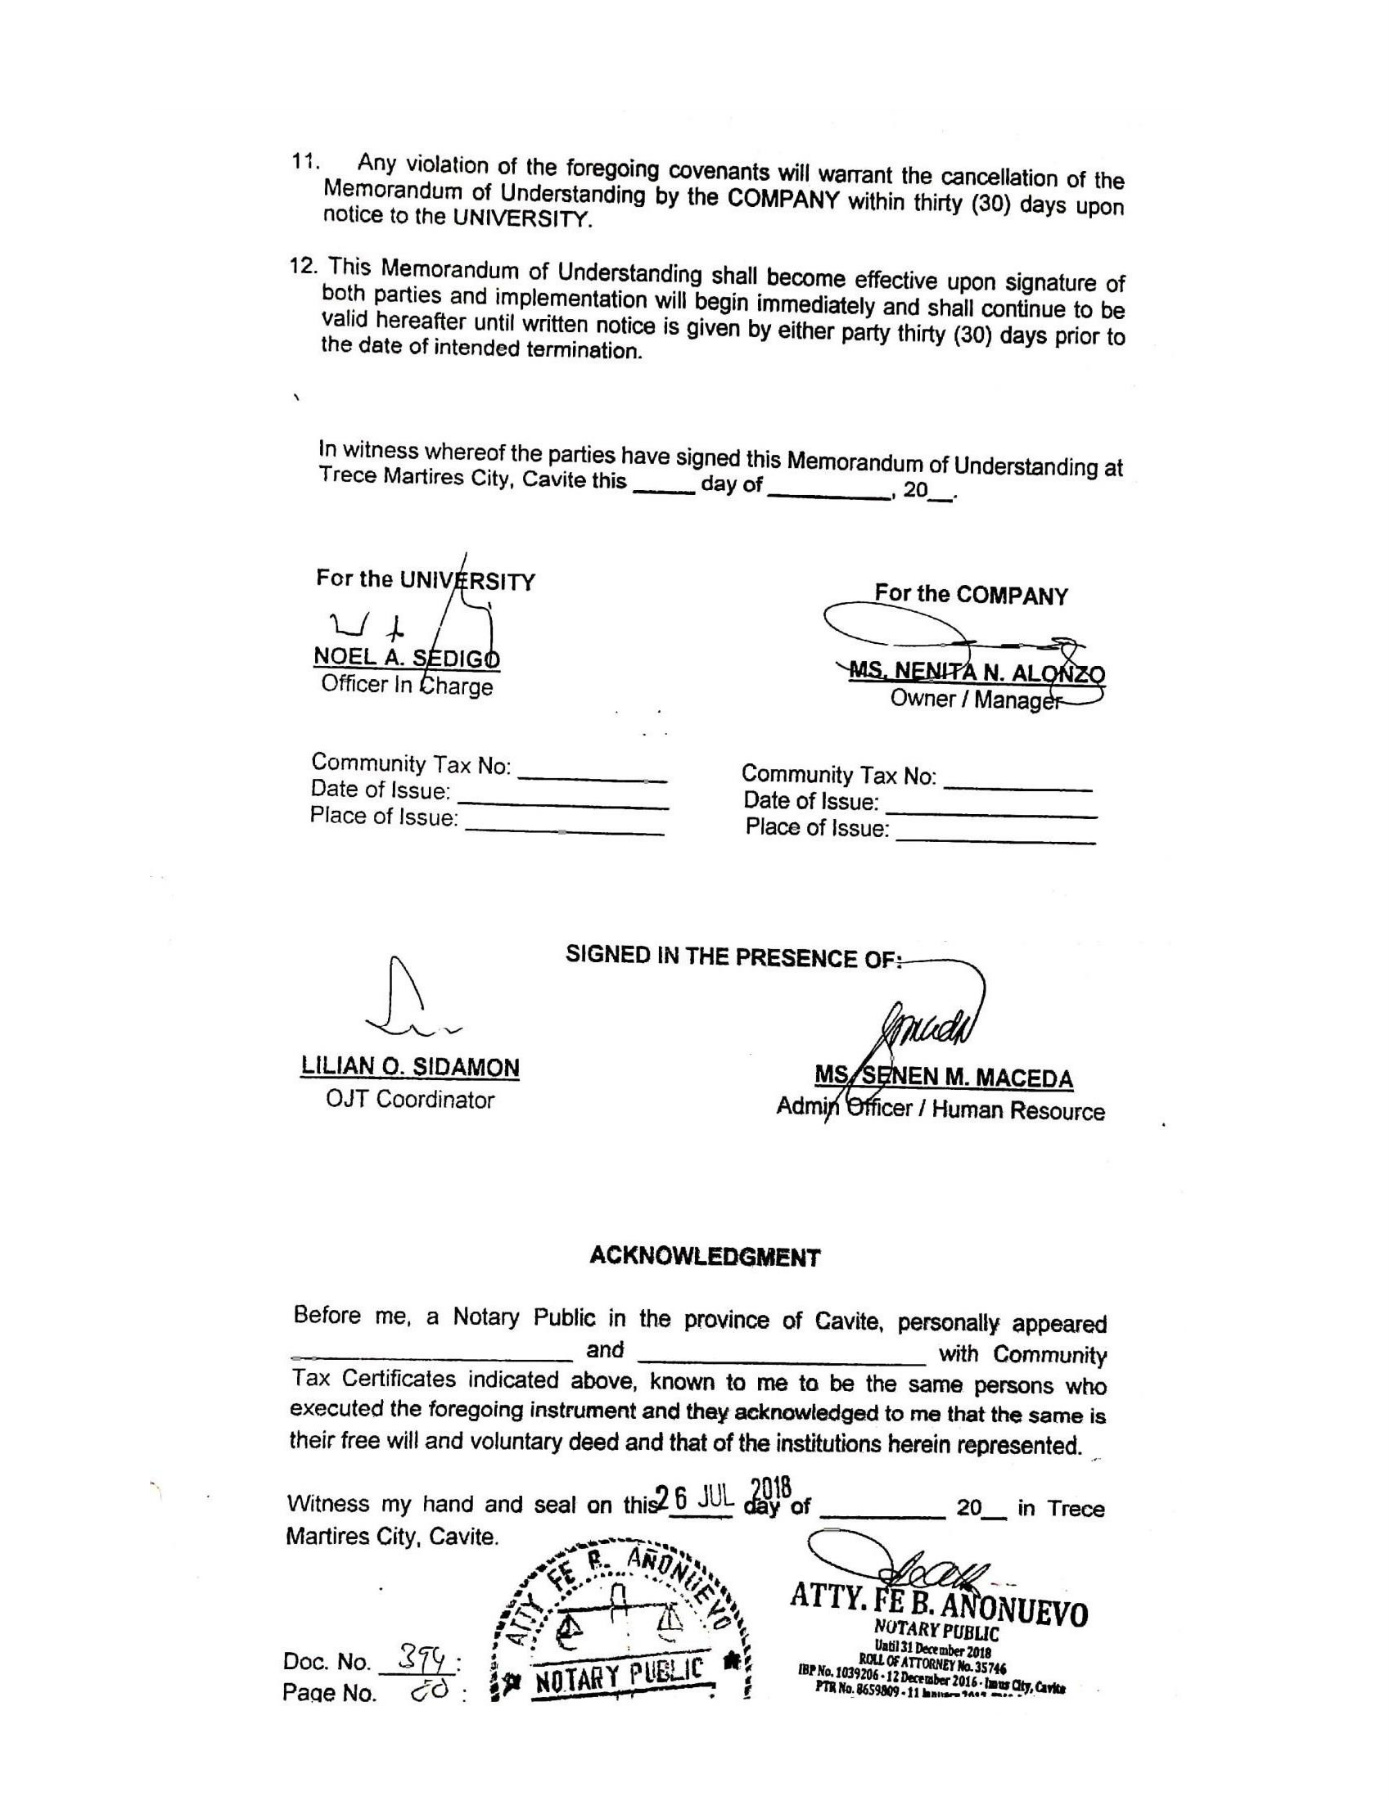 11. Any violation of the foregoing covenants will warrant the cancellation of the
Memorandum of Understanding by the COMPANY within thirty (30) days upon
notice to the UNIVERSITY.
12. This Memorandum of Understanding shall become effective upon signature of
both parties and implementation will begin immediately and shall continue to be
valid hereafter until written notice is given by either party thirty (30) days prior to
the date of intended termination.
In witness whereof the parties have signed this Memorandum of Understanding at
Trece Martires City, Cavite this _____ day of __________, 20__.
For the UNIVERSITY
For the COMPANY
NOEL A. SEDIGO
Officer In Charge
MS. NENITA N. ALONZO
Owner / Manager
Community Tax No: ____________
Date of Issue: _________________
Place of Issue: ________________
Community Tax No: ____________
Date of Issue: _________________
Place of Issue: ________________
SIGNED IN THE PRESENCE OF:
LILIAN O. SIDAMON
OJT Coordinator
MS. SENEN M. MACEDA
Admin Officer / Human Resource
ACKNOWLEDGMENT
Before me, a Notary Public in the province of Cavite, personally appeared
_______________________ and _______________________ with Community
Tax Certificates indicated above, known to me to be the same persons who
executed the foregoing instrument and they acknowledged to me that the same is
their free will and voluntary deed and that of the institutions herein represented.
Witness my hand and seal on this 26 JUL 2018 day of __________ 20__ in Trece
Martires City, Cavite.
ATTY FE B. AÑONUEVO
NOTARY PUBLIC
ATTY. FE B. AÑONUEVO
NOTARY PUBLIC
Until 31 December 2018
ROLL OF ATTORNEY No. 35746
IBP No. 1039206 - 12 December 2016 - Imus City, Cavite
PTR No. 8659809 - 11
Doc. No. 394 :
Page No. :